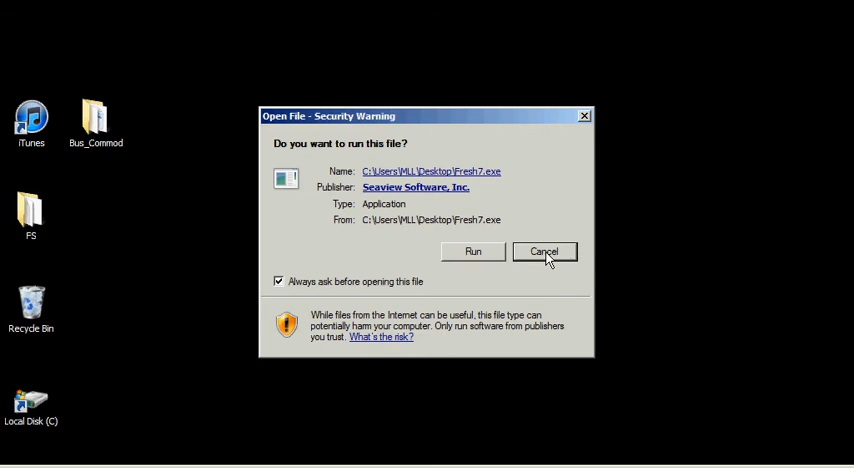 Open File - Security Warning
Do you want to run this file?
Name: C:\Users\MLL\Desktop\Fresh7.exe
Publisher: Seaview Software, Inc.
Type: Application
From: C:\Users\MLL\Desktop\Fresh7.exe
Run Cancel
Always ask before opening this file
While files from the Internet can be useful, this file type can
potentially harm your computer. Only run software from publishers
you trust. What's the risk?
iTunes
Bus_Commod
FS
Recycle Bin
Local Disk (C)